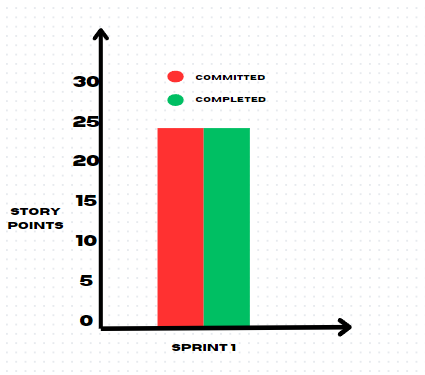 COMMITTED
COMPLETED
30
25
20
15
10
5
0
STORY
POINTS
SPRINT 1